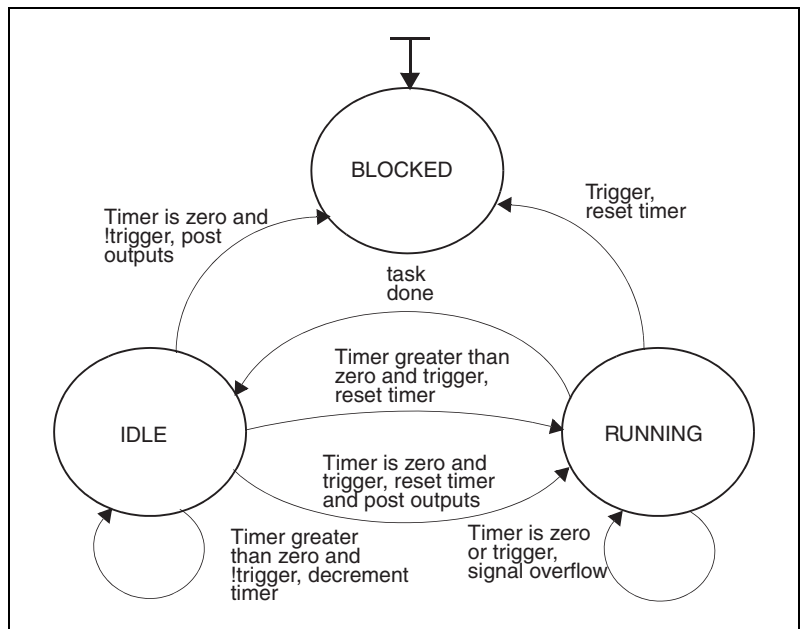 BLOCKED
Trigger,
reset timer
Timer is zero and
!trigger, post
outputs
task
done
Timer greater than
zero and trigger,
reset timer
IDLE
RUNNING
Timer is zero and
trigger, reset timer
and post outputs
Timer greater
than zero and
!trigger, decrement
timer
Timer is zero
or trigger,
signal overflow